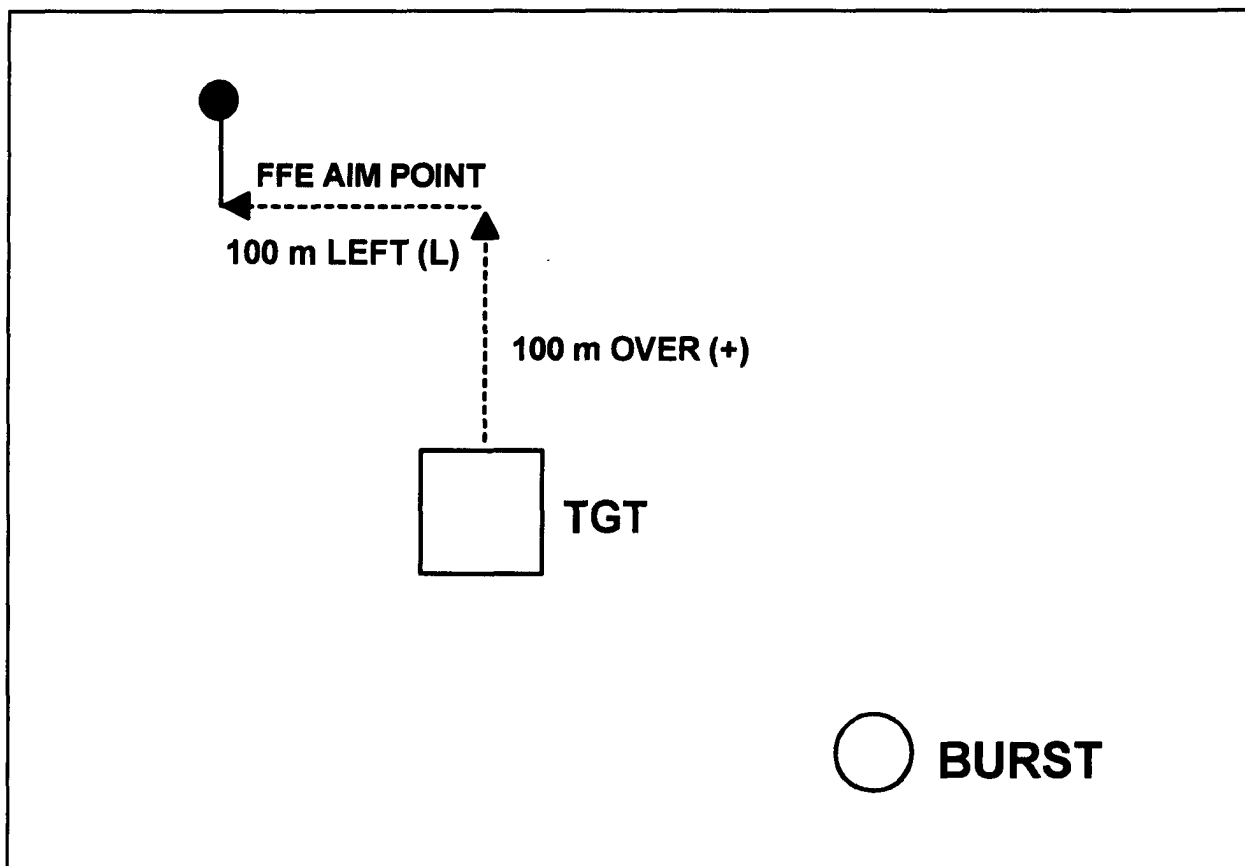 FFE AIM POINT
100 m LEFT (L)
100 m OVER (+)
TGT
BURST